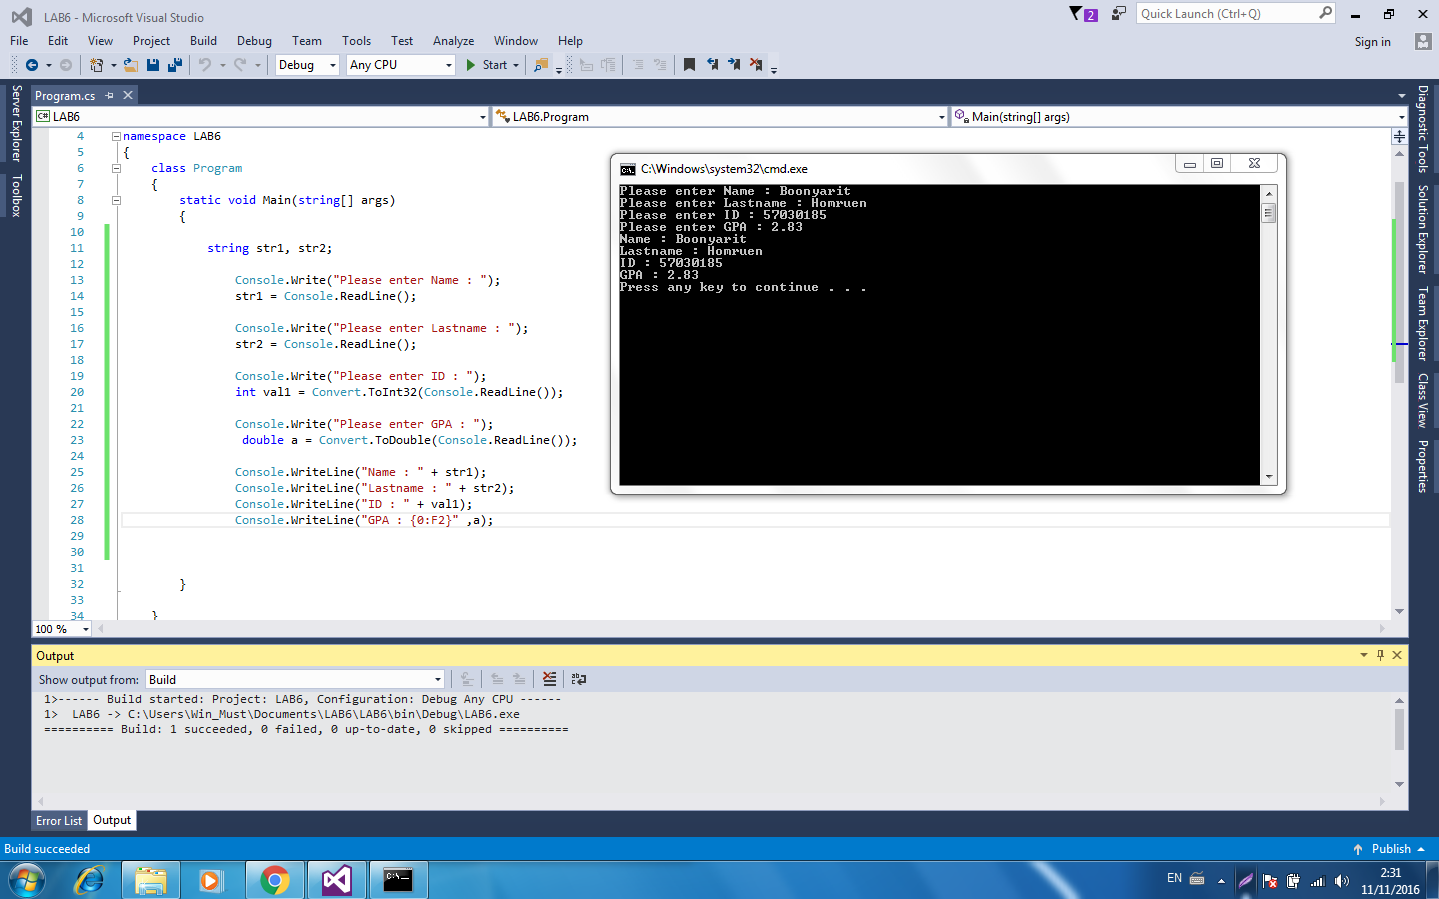 LAB6 - Microsoft Visual Studio
2
Quick Launch (Ctrl+Q)
File Edit View Project Build Debug Team Tools Test Analyze Window Help
Sign in
Debug Any CPU Start
Server Explorer
Toolbox
Program.cs
C# LAB6 LAB6.Program Main(string[] args)
4 namespace LAB6
5 {
6 class Program
7 {
8 static void Main(string[] args)
9 {
10
11 string str1, str2;
12
13 Console.Write("Please enter Name : ");
14 str1 = Console.ReadLine();
15
16 Console.Write("Please enter Lastname : ");
17 str2 = Console.ReadLine();
18
19 Console.Write("Please enter ID : ");
20 int val1 = Convert.ToInt32(Console.ReadLine());
21
22 Console.Write("Please enter GPA : ");
23 double a = Convert.ToDouble(Console.ReadLine());
24
25 Console.WriteLine("Name : " + str1);
26 Console.WriteLine("Lastname : " + str2);
27 Console.WriteLine("ID : " + val1);
28 Console.WriteLine("GPA : {0:F2}" ,a);
29
30
31
32 }
33
34 }
100 %
C:\Windows\system32\cmd.exe
Please enter Name : Boonyarit
Please enter Lastname : Homruen
Please enter ID : 57030185
Please enter GPA : 2.83
Name : Boonyarit
Lastname : Homruen
ID : 57030185
GPA : 2.83
Press any key to continue . . .
Diagnostic Tools
Solution Explorer
Team Explorer
Class View
Properties
Output
Show output from: Build
1>------ Build started: Project: LAB6, Configuration: Debug Any CPU ------
1> LAB6 -> C:\Users\Win_Must\Documents\LAB6\LAB6\bin\Debug\LAB6.exe
========== Build: 1 succeeded, 0 failed, 0 up-to-date, 0 skipped ==========
Error List Output
Build succeeded
Publish
EN
2:31
11/11/2016